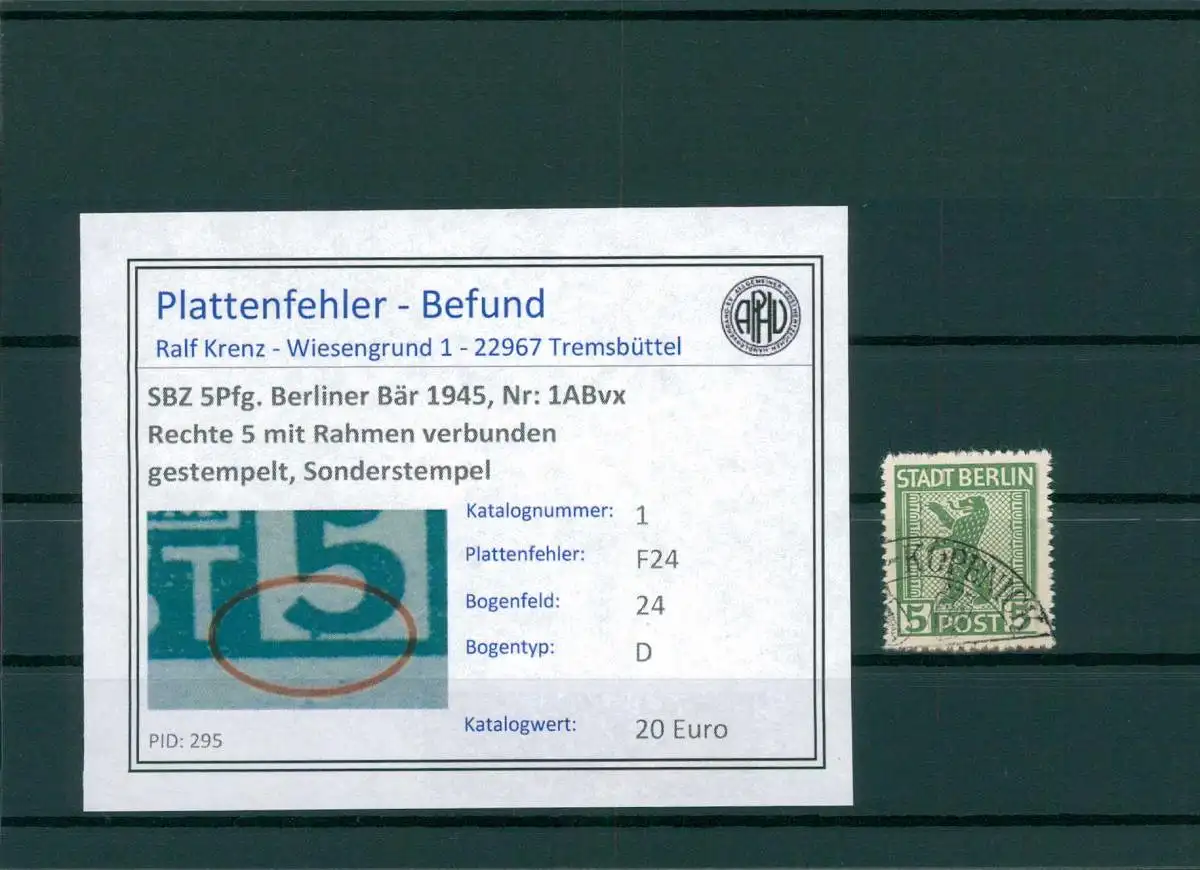 Plattenfehler - Befund
Ralf Krenz - Wiesengrund 1 - 22967 Tremsbüttel
APHV
SBZ 5Pfg. Berliner Bär 1945, Nr: 1ABvx
Rechte 5 mit Rahmen verbunden
gestempelt, Sonderstempel
5
Katalognummer: 1
Plattenfehler: F24
Bogenfeld: 24
Bogentyp: D
Katalogwert: 20 Euro
PID: 295
STADT BERLIN
5 POST 5